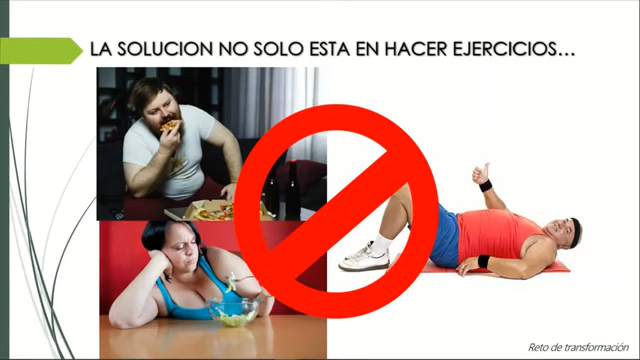 LA SOLUCION NO SOLO ESTA EN HACER EJERCICIOS...
Reto de transformación